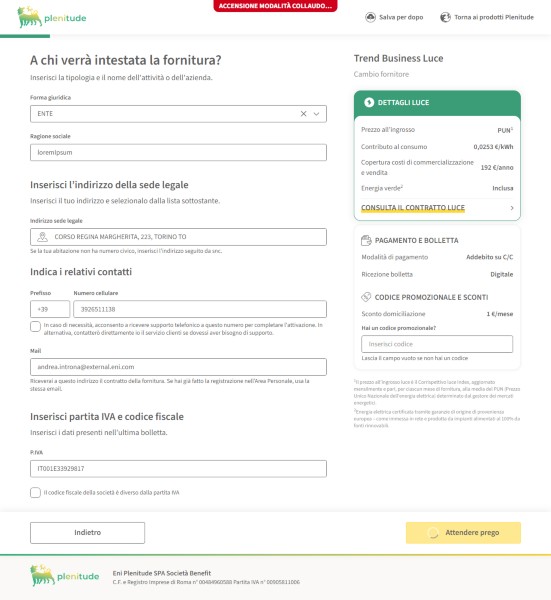 ACCENSIONE MODALITÀ COLLAUDO...
plenitude
Salva per dopo
Torna ai prodotti Plenitude
A chi verrà intestata la fornitura?
Inserisci la tipologia e il nome dell'attività o dell'azienda.
Forma giuridica
ENTE
Ragione sociale
loremipsum
Inserisci l'indirizzo della sede legale
Inserisci il tuo indirizzo e selezionalo dalla lista sottostante.
Indirizzo sede legale
CORSO REGINA MARGHERITA, 223, TORINO TO
Se la tua abitazione non ha numero civico, inserisci l'indirizzo seguito da snc.
Indica i relativi contatti
Prefisso
Numero cellulare
+39
3926511138
In caso di necessità, acconsento a ricevere supporto telefonico a questo numero per completare l'attivazione. In
alternativa, contatterò direttamente io il servizio clienti se dovessi aver bisogno di supporto.
Mail
andrea.introna@external.eni.com
Riceverai a questo indirizzo il contratto della fornitura. Se hai già fatto la registrazione nell'Area Personale, usa la
stessa email.
Inserisci partita IVA e codice fiscale
Inserisci i dati presenti nell'ultima bolletta.
P.IVA
IT001E33929817
Il codice fiscale della società è diverso dalla partita IVA
Trend Business Luce
Cambio fornitore
DETTAGLI LUCE
Prezzo all'ingrosso PUN¹
Contributo al consumo 0,0253 €/kWh
Copertura costi di commercializzazione
e vendita 192 €/anno
Energia verde² Inclusa
CONSULTA IL CONTRATTO LUCE
PAGAMENTO E BOLLETTA
Modalità di pagamento Addebito su C/C
Ricezione bolletta Digitale
CODICE PROMOZIONALE E SCONTI
Sconto domiciliazione 1 €/mese
Hai un codice promozionale?
Inserisci codice
Lascia il campo vuoto se non hai un codice
¹Il prezzo all'ingrosso luce è il Corrispettivo luce index, aggiornato
mensilmente e pari, per ciascun mese di fornitura, alla media del PUN (Prezzo
Unico Nazionale dell'energia elettrica) determinato dal gestore dei mercati
energetici.
²Energia elettrica certificata tramite garanzie di origine di provenienza
europea - come immessa in rete e prodotta da impianti alimentati al 100% da
fonti rinnovabili.
Indietro
Attendere prego
plenitude
Eni Plenitude SPA Società Benefit
C.F. e Registro Imprese di Roma n° 00484960588 Partita IVA n° 00905811006